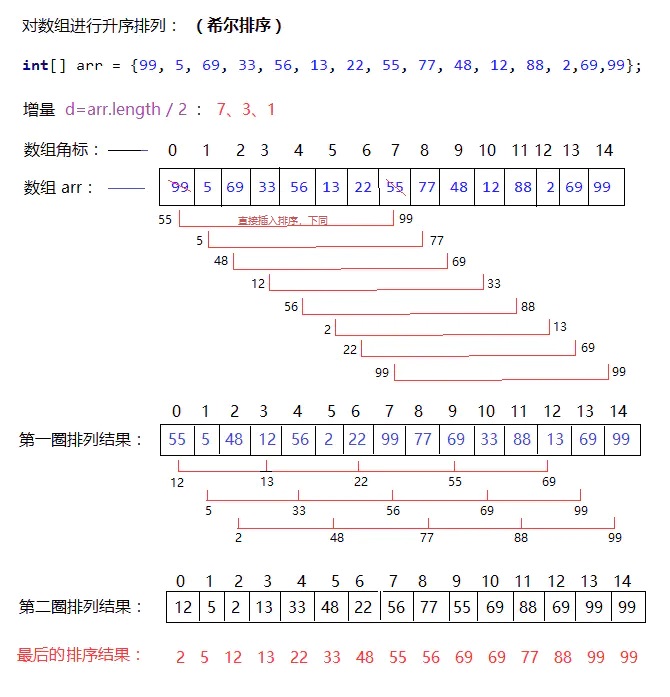 对数组进行升序排列：（希尔排序）
int[] arr = {99, 5, 69, 33, 56, 13, 22, 55, 77, 48, 12, 88, 2,69,99};
增量 d=arr.length / 2 ： 7、3、1
数组角标： 0 1 2 3 4 5 6 7 8 9 10 11 12 13 14
数组 arr： 99 5 69 33 56 13 22 55 77 48 12 88 2 69 99
55 直接插入排序，下同 99
5 77
48 69
12 33
56 88
2 13
22 69
99 99
0 1 2 3 4 5 6 7 8 9 10 11 12 13 14
第一圈排列结果： 55 5 48 12 56 2 22 99 77 69 33 88 13 69 99
12 13 22 55 69
5 33 56 69 99
2 48 77 88 99
0 1 2 3 4 5 6 7 8 9 10 11 12 13 14
第二圈排列结果： 12 5 2 13 33 48 22 56 77 55 69 88 69 99 99
最后的排序结果： 2 5 12 13 22 33 48 55 56 69 69 77 88 99 99